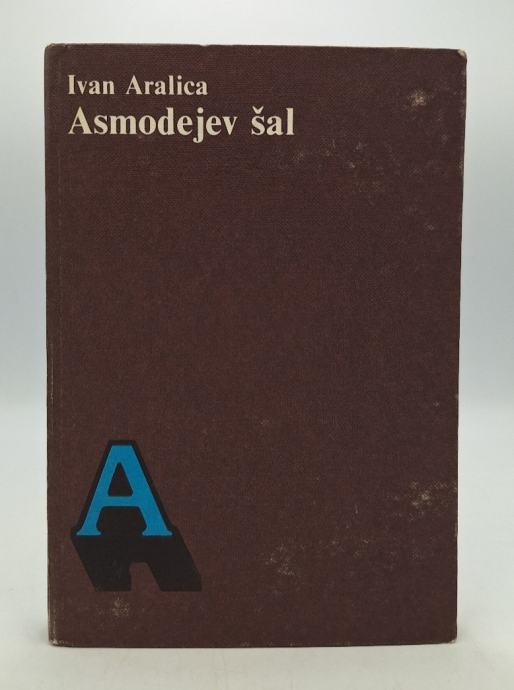 Ivan Aralica
Asmodejev šal
A